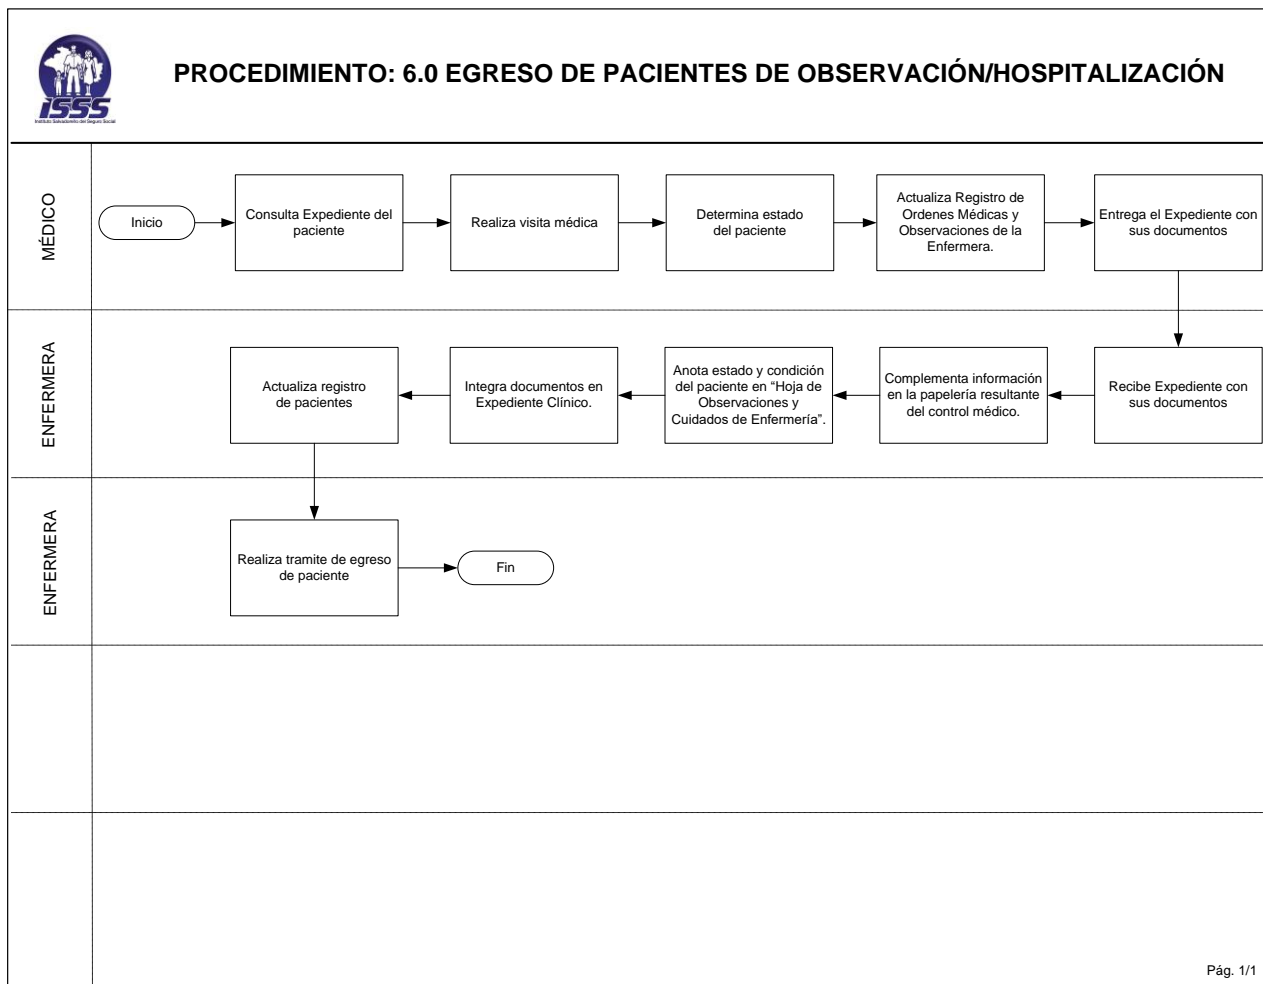 PROCEDIMIENTO: 6.0 EGRESO DE PACIENTES DE OBSERVACIÓN/HOSPITALIZACIÓN
ISSS
Instituto Salvadoreño del Seguro Social
MÉDICO
Inicio
Consulta Expediente del
paciente
Realiza visita médica
Determina estado
del paciente
Actualiza Registro de
Ordenes Médicas y
Observaciones de la
Enfermera.
Entrega el Expediente con
sus documentos
ENFERMERA
Recibe Expediente con
sus documentos
Complementa información
en la papelería resultante
del control médico.
Anota estado y condición
del paciente en “Hoja de
Observaciones y
Cuidados de Enfermería”.
Integra documentos en
Expediente Clínico.
Actualiza registro
de pacientes
ENFERMERA
Realiza tramite de egreso
de paciente
Fin
Pág. 1/1